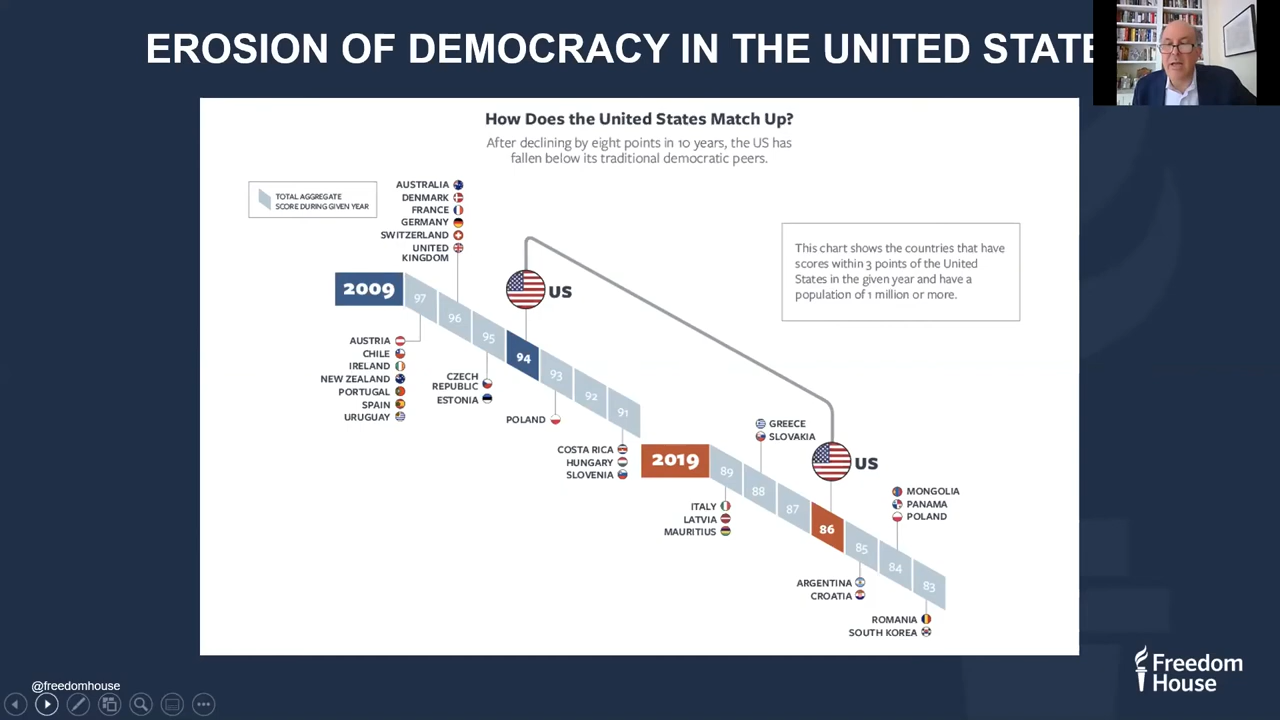 EROSION OF DEMOCRACY IN THE UNITED STATE
How Does the United States Match Up?
After declining by eight points in 10 years, the US has
fallen below its traditional democratic peers.
TOTAL AGGREGATE
SCORE DURING GIVEN YEAR
AUSTRALIA
DENMARK
FRANCE
GERMANY
SWITZERLAND
UNITED
KINGDOM
This chart shows the countries that have
scores within 3 points of the United
States in the given year and have a
population of 1 million or more.
2009
97
96
95
94
93
92
91
US
AUSTRIA
CHILE
IRELAND
NEW ZEALAND
PORTUGAL
SPAIN
URUGUAY
CZECH
REPUBLIC
ESTONIA
POLAND
COSTA RICA
HUNGARY
SLOVENIA
2019
89
88
87
86
85
84
83
GREECE
SLOVAKIA
US
ITALY
LATVIA
MAURITIUS
MONGOLIA
PANAMA
POLAND
ARGENTINA
CROATIA
ROMANIA
SOUTH KOREA
@freedomhouse
Freedom
House